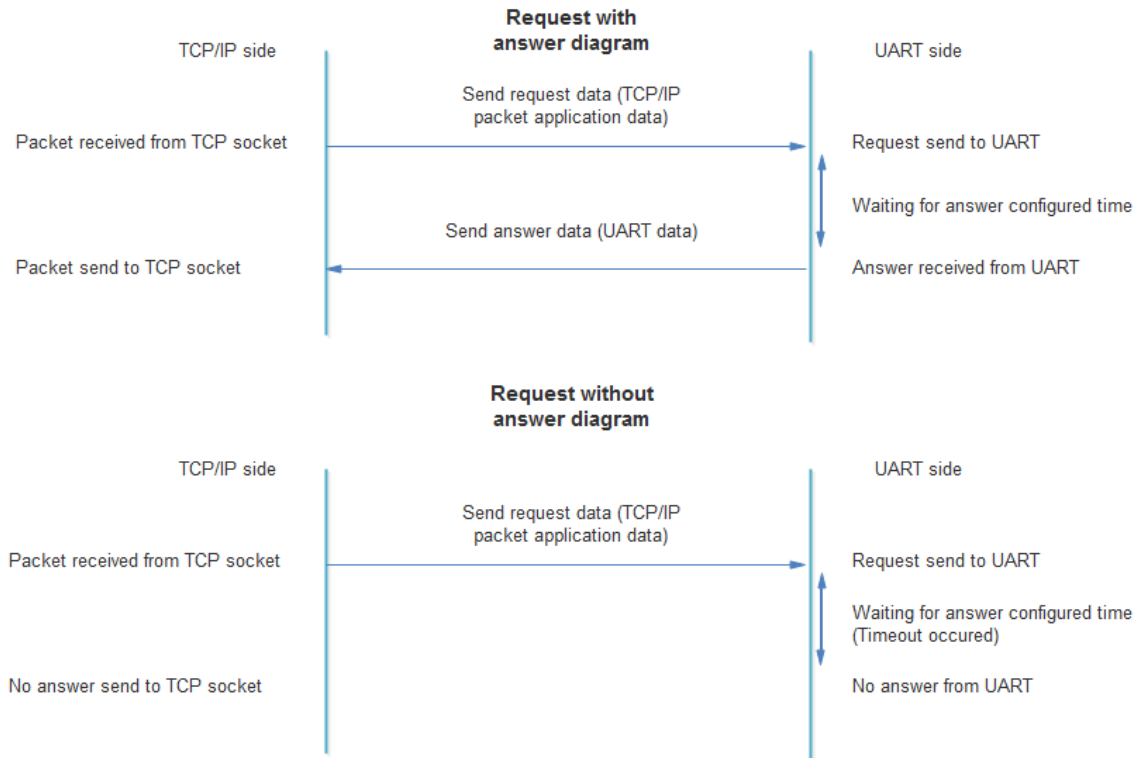 Request with
answer diagram
TCP/IP side
UART side
Send request data (TCP/IP
packet application data)
Packet received from TCP socket
Request send to UART
Waiting for answer configured time
Send answer data (UART data)
Packet send to TCP socket
Answer received from UART
Request without
answer diagram
TCP/IP side
UART side
Send request data (TCP/IP
packet application data)
Packet received from TCP socket
Request send to UART
Waiting for answer configured time
(Timeout occured)
No answer send to TCP socket
No answer from UART